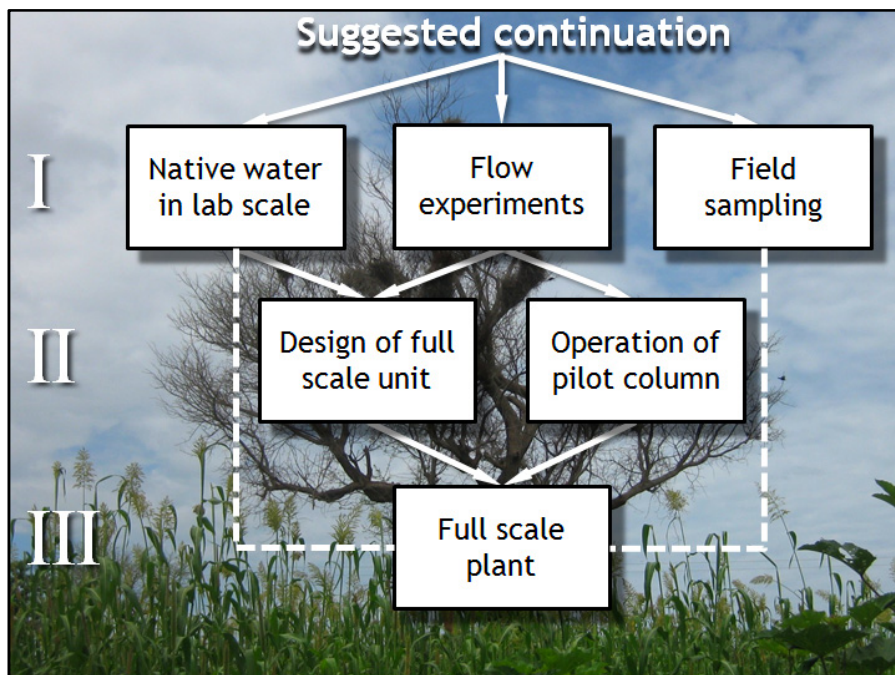 Suggested continuation
I
Native water
in lab scale
Flow
experiments
Field
sampling
II
Design of full
scale unit
Operation of
pilot column
III
Full scale
plant